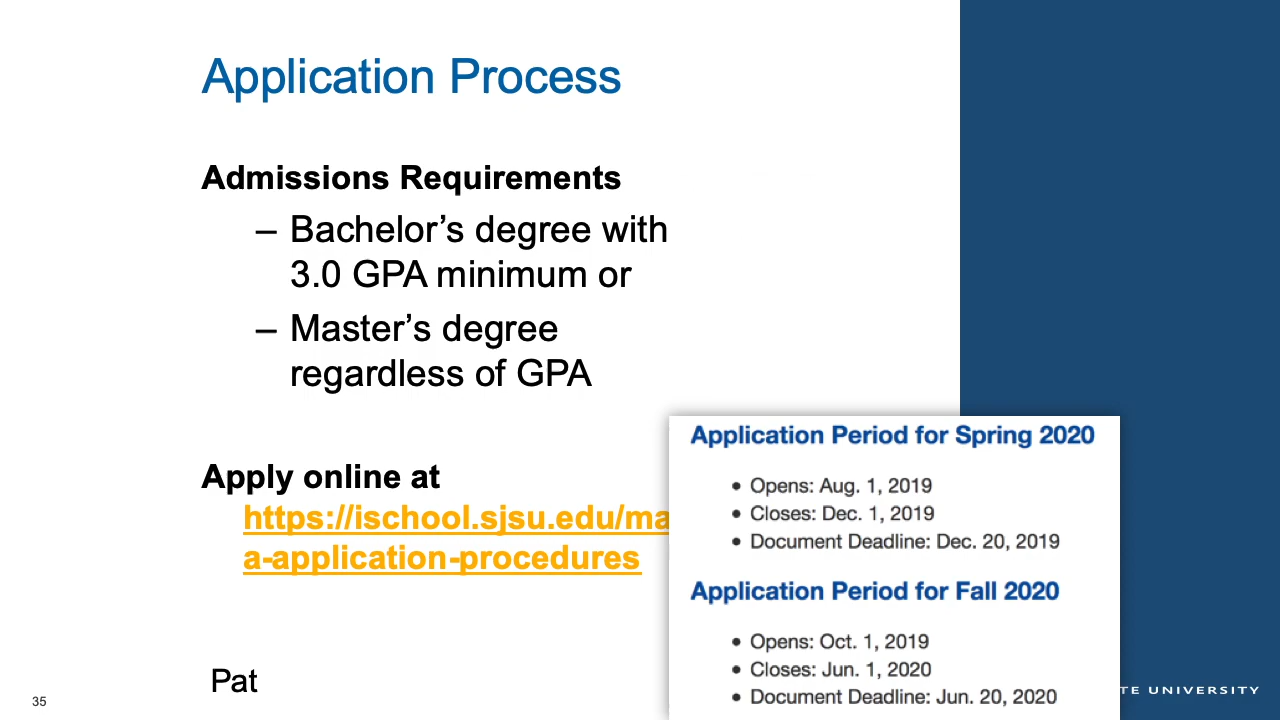 Application Process
Admissions Requirements
– Bachelor’s degree with
3.0 GPA minimum or
– Master’s degree
regardless of GPA
Apply online at
https://ischool.sjsu.edu/ma
a-application-procedures
Application Period for Spring 2020
• Opens: Aug. 1, 2019
• Closes: Dec. 1, 2019
• Document Deadline: Dec. 20, 2019
Application Period for Fall 2020
• Opens: Oct. 1, 2019
• Closes: Jun. 1, 2020
• Document Deadline: Jun. 20, 2020
Pat
35
TE UNIVERSITY